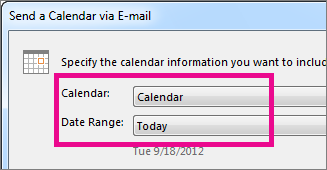 Send a Calendar via E-mail
Specify the calendar information you want to inclu
Calendar: Calendar
Date Range: Today
Tue 9/18/2012